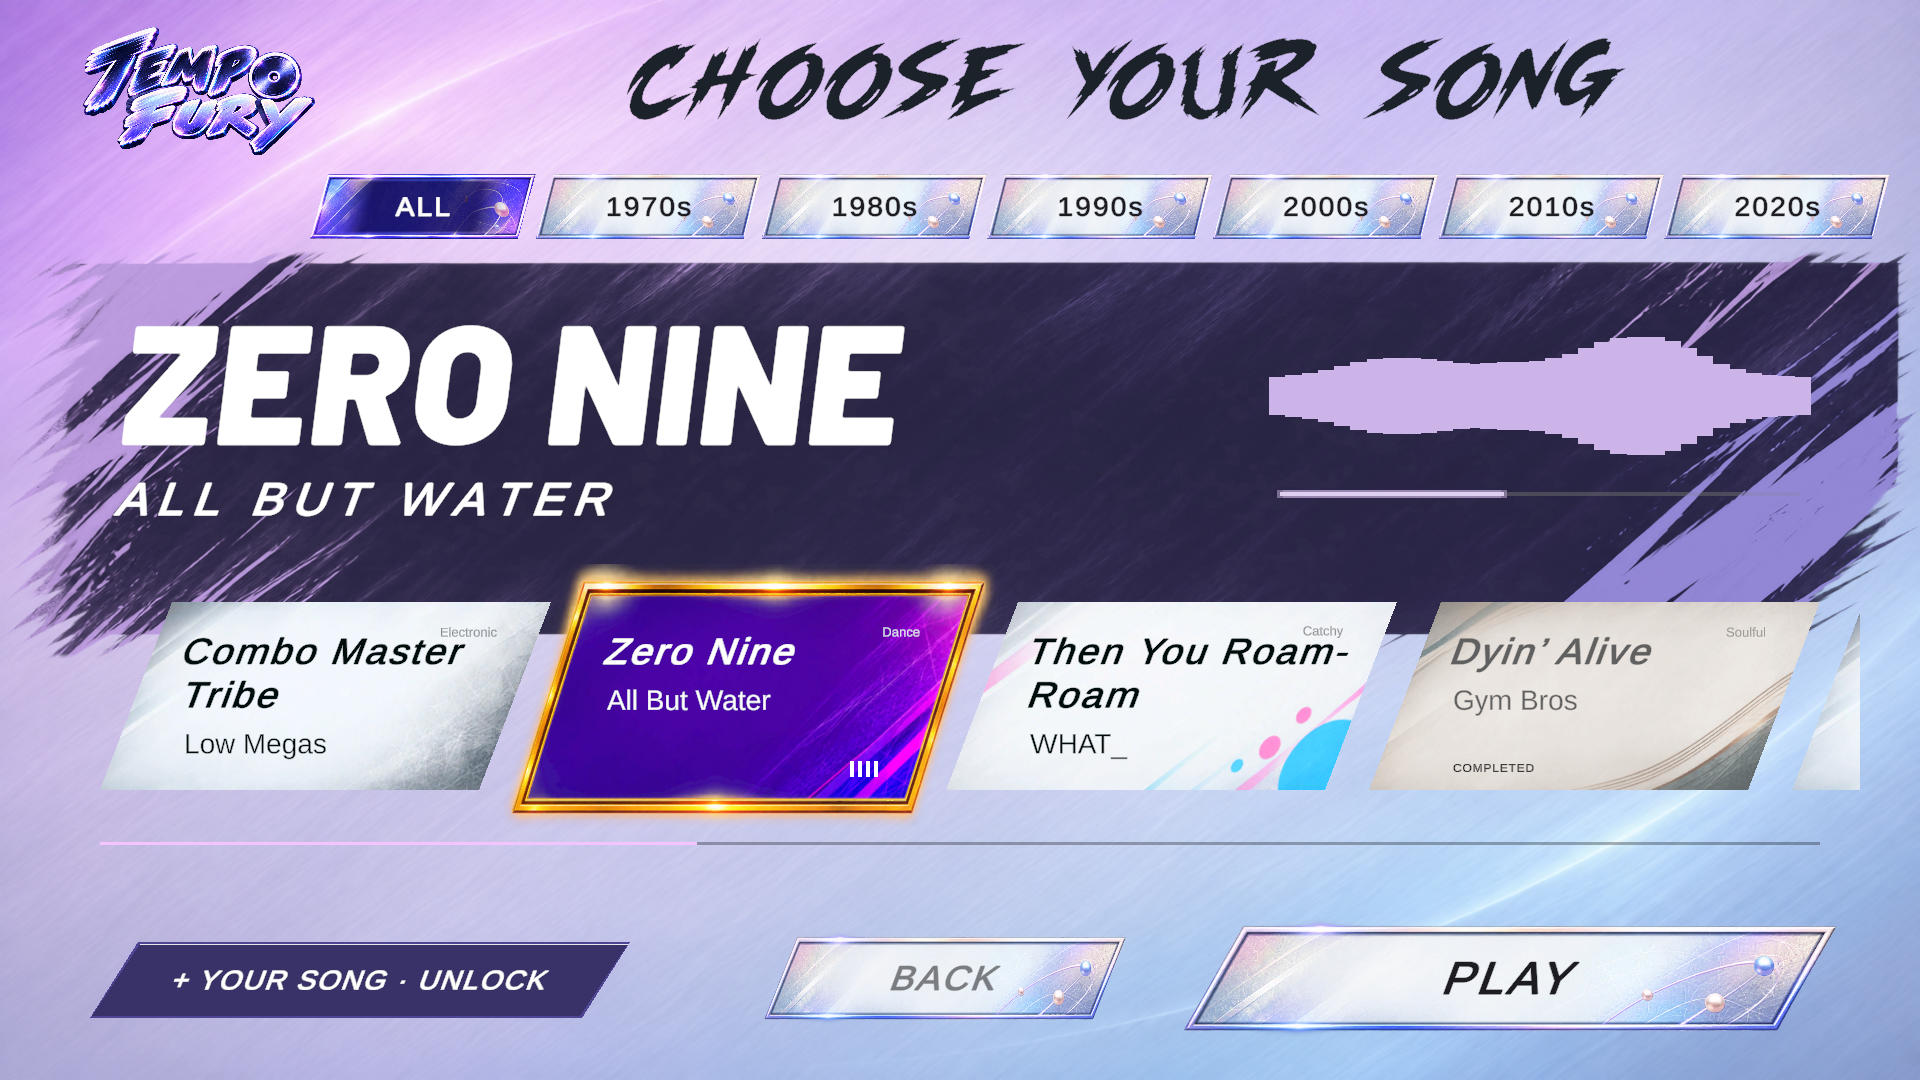 TEMPO
FURY
CHOOSE YOUR SONG
ALL
1970s
1980s
1990s
2000s
2010s
2020s
ZERO NINE
ALL BUT WATER
Combo Master
Tribe
Electronic
Low Megas
Zero Nine
Dance
All But Water
Then You Roam-
Roam
Catchy
WHAT_
Dyin’ Alive
Soulful
Gym Bros
COMPLETED
+ YOUR SONG · UNLOCK
BACK
PLAY